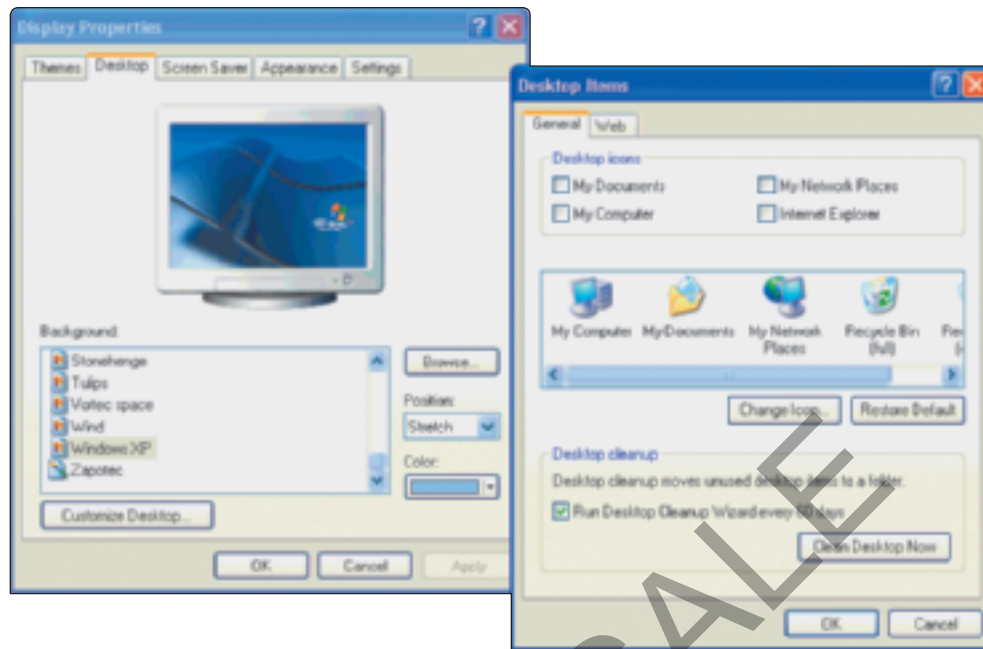 Display Properties
Themes Desktop Screen Saver Appearance Settings
Background:
Stonehenge
Tulips
Vortec space
Wind
Windows XP
Zapotec
Browse...
Position:
Stretch
Color:
Customize Desktop...
OK Cancel Apply
Desktop Items
General Web
Desktop icons
My Documents My Network Places
My Computer Internet Explorer
My Computer My Documents My Network Places Recycle Bin (full)
Change Icon... Restore Default
Desktop cleanup
Desktop cleanup moves unused desktop items to a folder.
Run Desktop Cleanup Wizard every 60 days
Clean Desktop Now
OK Cancel
SALE